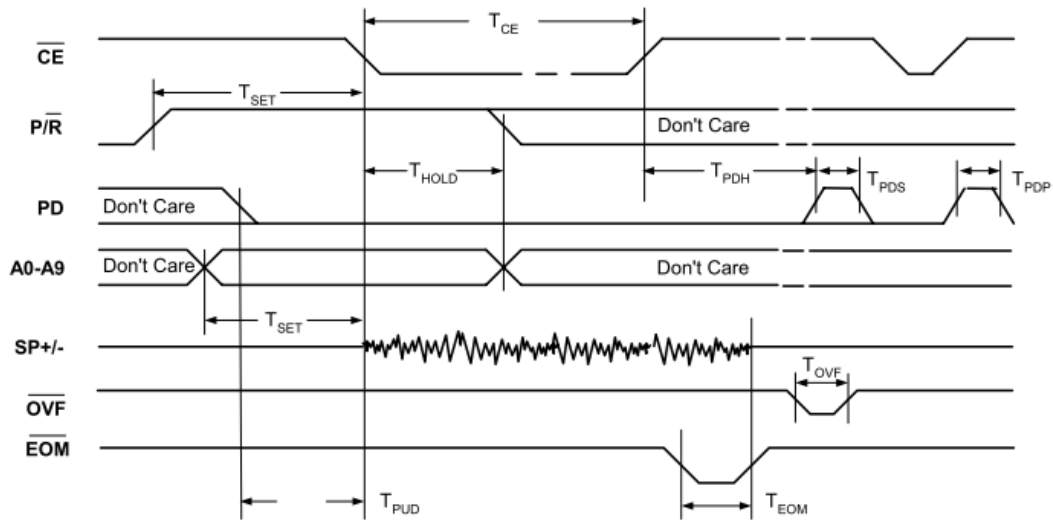 T_CE
CE
T_SET
P/R
Don't Care
T_HOLD
T_PDH
T_PDS
T_PDP
PD
Don't Care
A0-A9
Don't Care
Don't Care
T_SET
SP+/-
T_OVF
OVF
EOM
T_PUD
T_EOM